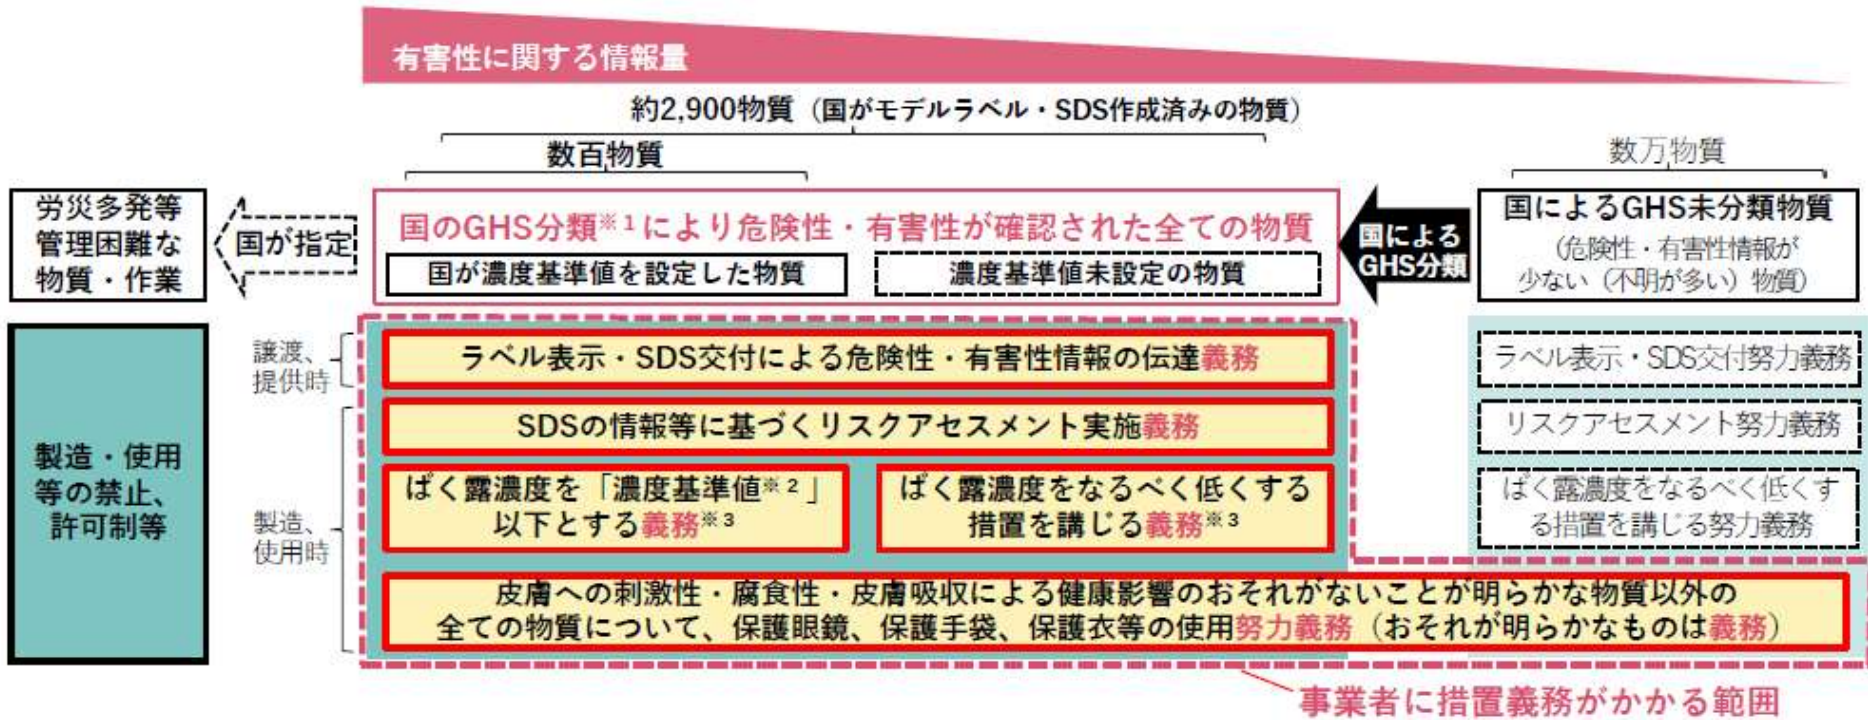 有害性に関する情報量
約2,900物質（国がモデルラベル・SDS作成済みの物質）
数百物質
数万物質
労災多発等
管理困難な
物質・作業
国が指定
国のGHS分類※1により危険性・有害性が確認された全ての物質
国が濃度基準値を設定した物質
濃度基準値未設定の物質
国による
GHS分類
国によるGHS未分類物質
（危険性・有害性情報が
少ない（不明が多い）物質）
製造・使用
等の禁止、
許可制等
譲渡、
提供時
ラベル表示・SDS交付による危険性・有害性情報の伝達義務
ラベル表示・SDS交付努力義務
製造、
使用時
SDSの情報等に基づくリスクアセスメント実施義務
リスクアセスメント努力義務
ばく露濃度を「濃度基準値※2」
以下とする義務※3
ばく露濃度をなるべく低くする
措置を講じる義務※3
ばく露濃度をなるべく低くす
る措置を講じる努力義務
皮膚への刺激性・腐食性・皮膚吸収による健康影響のおそれがないことが明らかな物質以外の
全ての物質について、保護眼鏡、保護手袋、保護衣等の使用努力義務（おそれが明らかなものは義務）
事業者に措置義務がかかる範囲